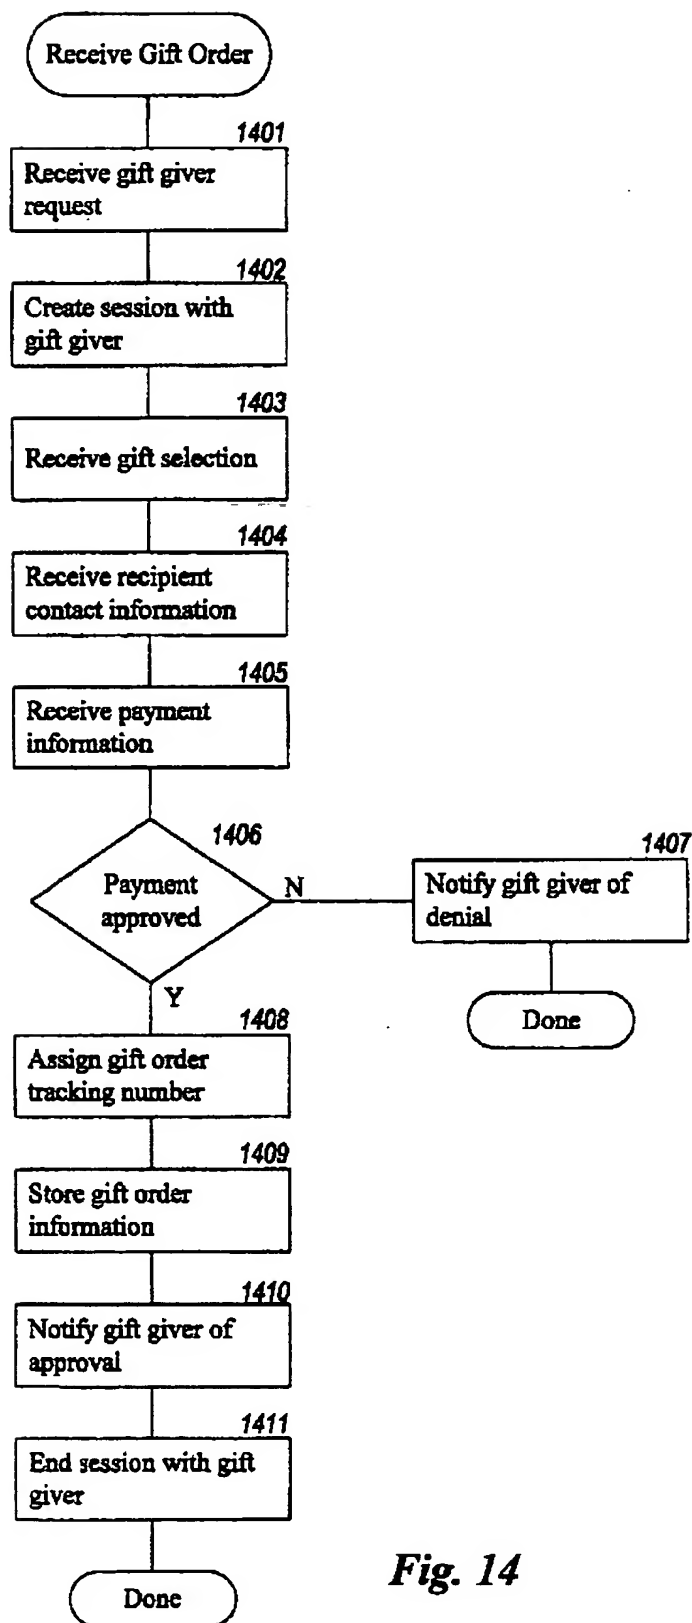 Receive Gift Order
1401
Receive gift giver
request
1402
Create session with
gift giver
1403
Receive gift selection
1404
Receive recipient
contact information
1405
Receive payment
information
1406
Payment
approved
N
1407
Notify gift giver of
denial
Done
Y
1408
Assign gift order
tracking number
1409
Store gift order
information
1410
Notify gift giver of
approval
1411
End session with gift
giver
Done
Fig. 14